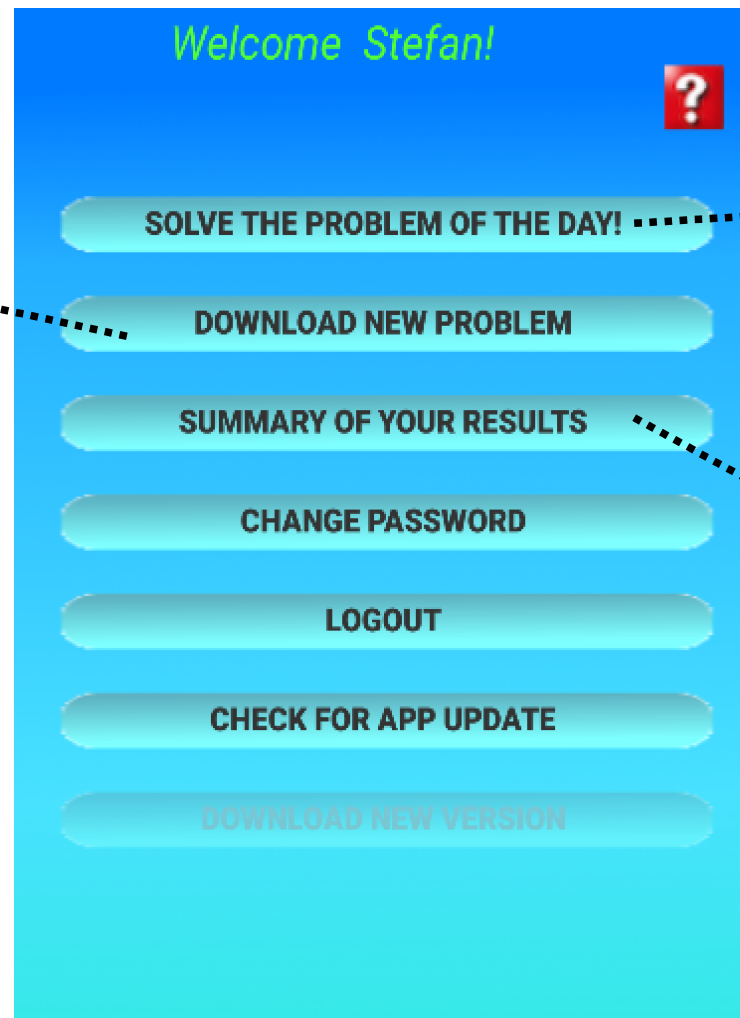 Welcome Stefan!
?
SOLVE THE PROBLEM OF THE DAY!
DOWNLOAD NEW PROBLEM
SUMMARY OF YOUR RESULTS
CHANGE PASSWORD
LOGOUT
CHECK FOR APP UPDATE
DOWNLOAD NEW VERSION